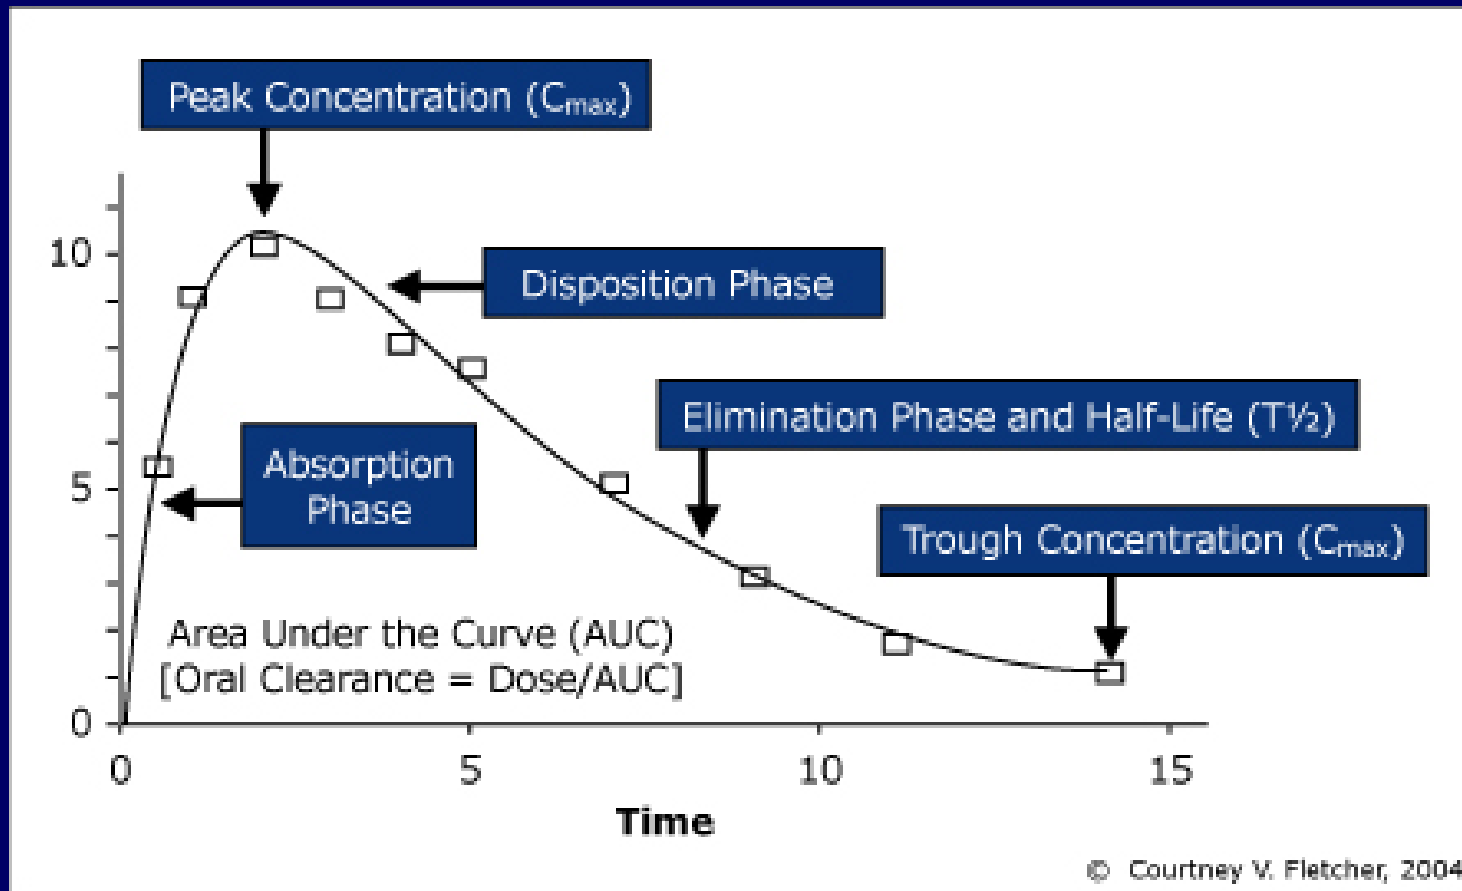 Peak Concentration (Cmax)
10
Disposition Phase
Elimination Phase and Half-Life (T½)
Absorption
Phase
5
Trough Concentration (Cmax)
Area Under the Curve (AUC)
[Oral Clearance = Dose/AUC]
0
0 5 10 15
Time
© Courtney V. Fletcher, 2004